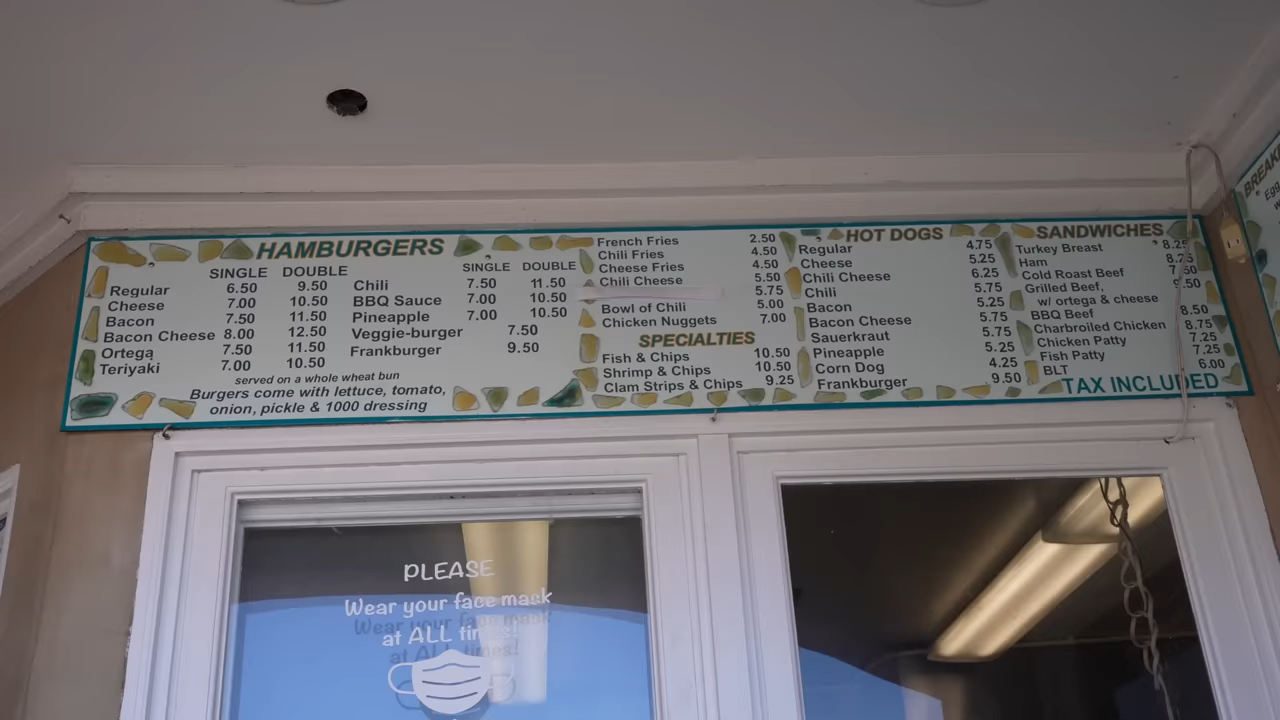 HAMBURGERS
SINGLE DOUBLE
Regular 6.50 9.50
Cheese 7.00 10.50
Bacon 7.50 11.50
Bacon Cheese 8.00 12.50
Ortega 7.50 11.50
Teriyaki 7.00 10.50
SINGLE DOUBLE
Chili 7.50 11.50
BBQ Sauce 7.00 10.50
Pineapple 7.00 10.50
Veggie-burger 7.50
Frankburger 9.50
served on a whole wheat bun
Burgers come with lettuce, tomato,
onion, pickle & 1000 dressing
French Fries 2.50
Chili Fries 4.50
Cheese Fries 4.50
Chili Cheese 5.50
5.75
Bowl of Chili 5.00
Chicken Nuggets 7.00
SPECIALTIES
Fish & Chips 10.50
Shrimp & Chips 10.50
Clam Strips & Chips 9.25
HOT DOGS
Regular 4.75
Cheese 5.25
Chili Cheese 6.25
Chili 5.75
Bacon 5.25
Bacon Cheese 5.75
Sauerkraut 5.75
Pineapple 5.25
Corn Dog 4.25
Frankburger 9.50
SANDWICHES
Turkey Breast 8.25
Ham 8.25
Cold Roast Beef 7.50
Grilled Beef,
w/ ortega & cheese
BBQ Beef 8.50
Charbroiled Chicken 8.75
Chicken Patty 7.25
Fish Patty 7.25
BLT 6.00
TAX INCLUDED
PLEASE
Wear your face mask
at ALL times!